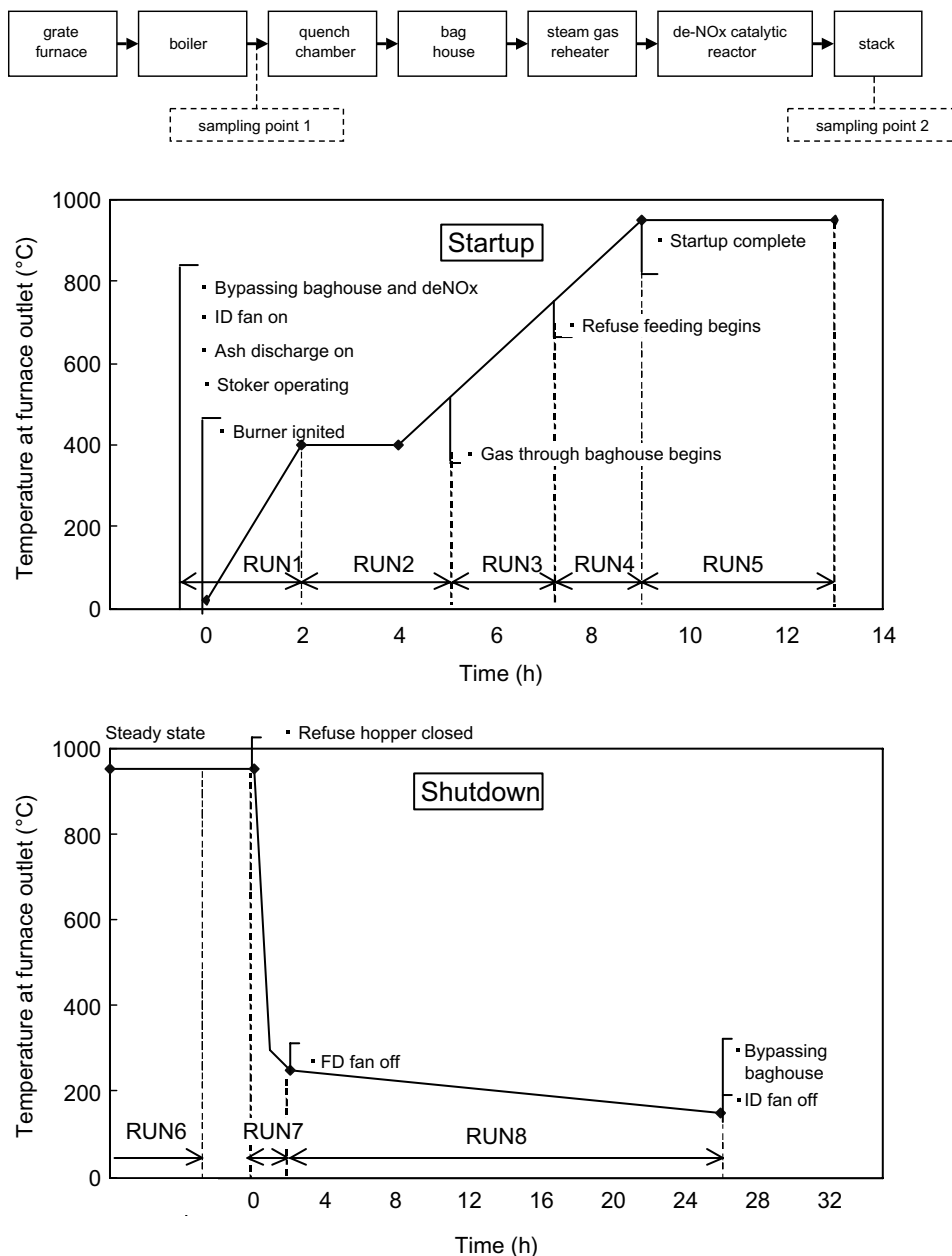 grate furnace
boiler
quench chamber
bag house
steam gas reheater
de-NOx catalytic reactor
stack
sampling point 1
sampling point 2
Temperature at furnace outlet (°C)
1000
800
600
400
200
0
Startup
▪ Bypassing baghouse and deNOx
▪ ID fan on
▪ Ash discharge on
▪ Stoker operating
▪ Burner ignited
▪ Startup complete
▪ Refuse feeding begins
▪ Gas through baghouse begins
RUN1 RUN2 RUN3 RUN4 RUN5
0 2 4 6 8 10 12 14
Time (h)
Steady state
▪ Refuse hopper closed
Temperature at furnace outlet (°C)
1000
800
600
400
200
0
Shutdown
▪ FD fan off
▪ Bypassing
baghouse
▪ ID fan off
RUN6 RUN7 RUN8
0 4 8 12 16 20 24 26 28 32
Time (h)